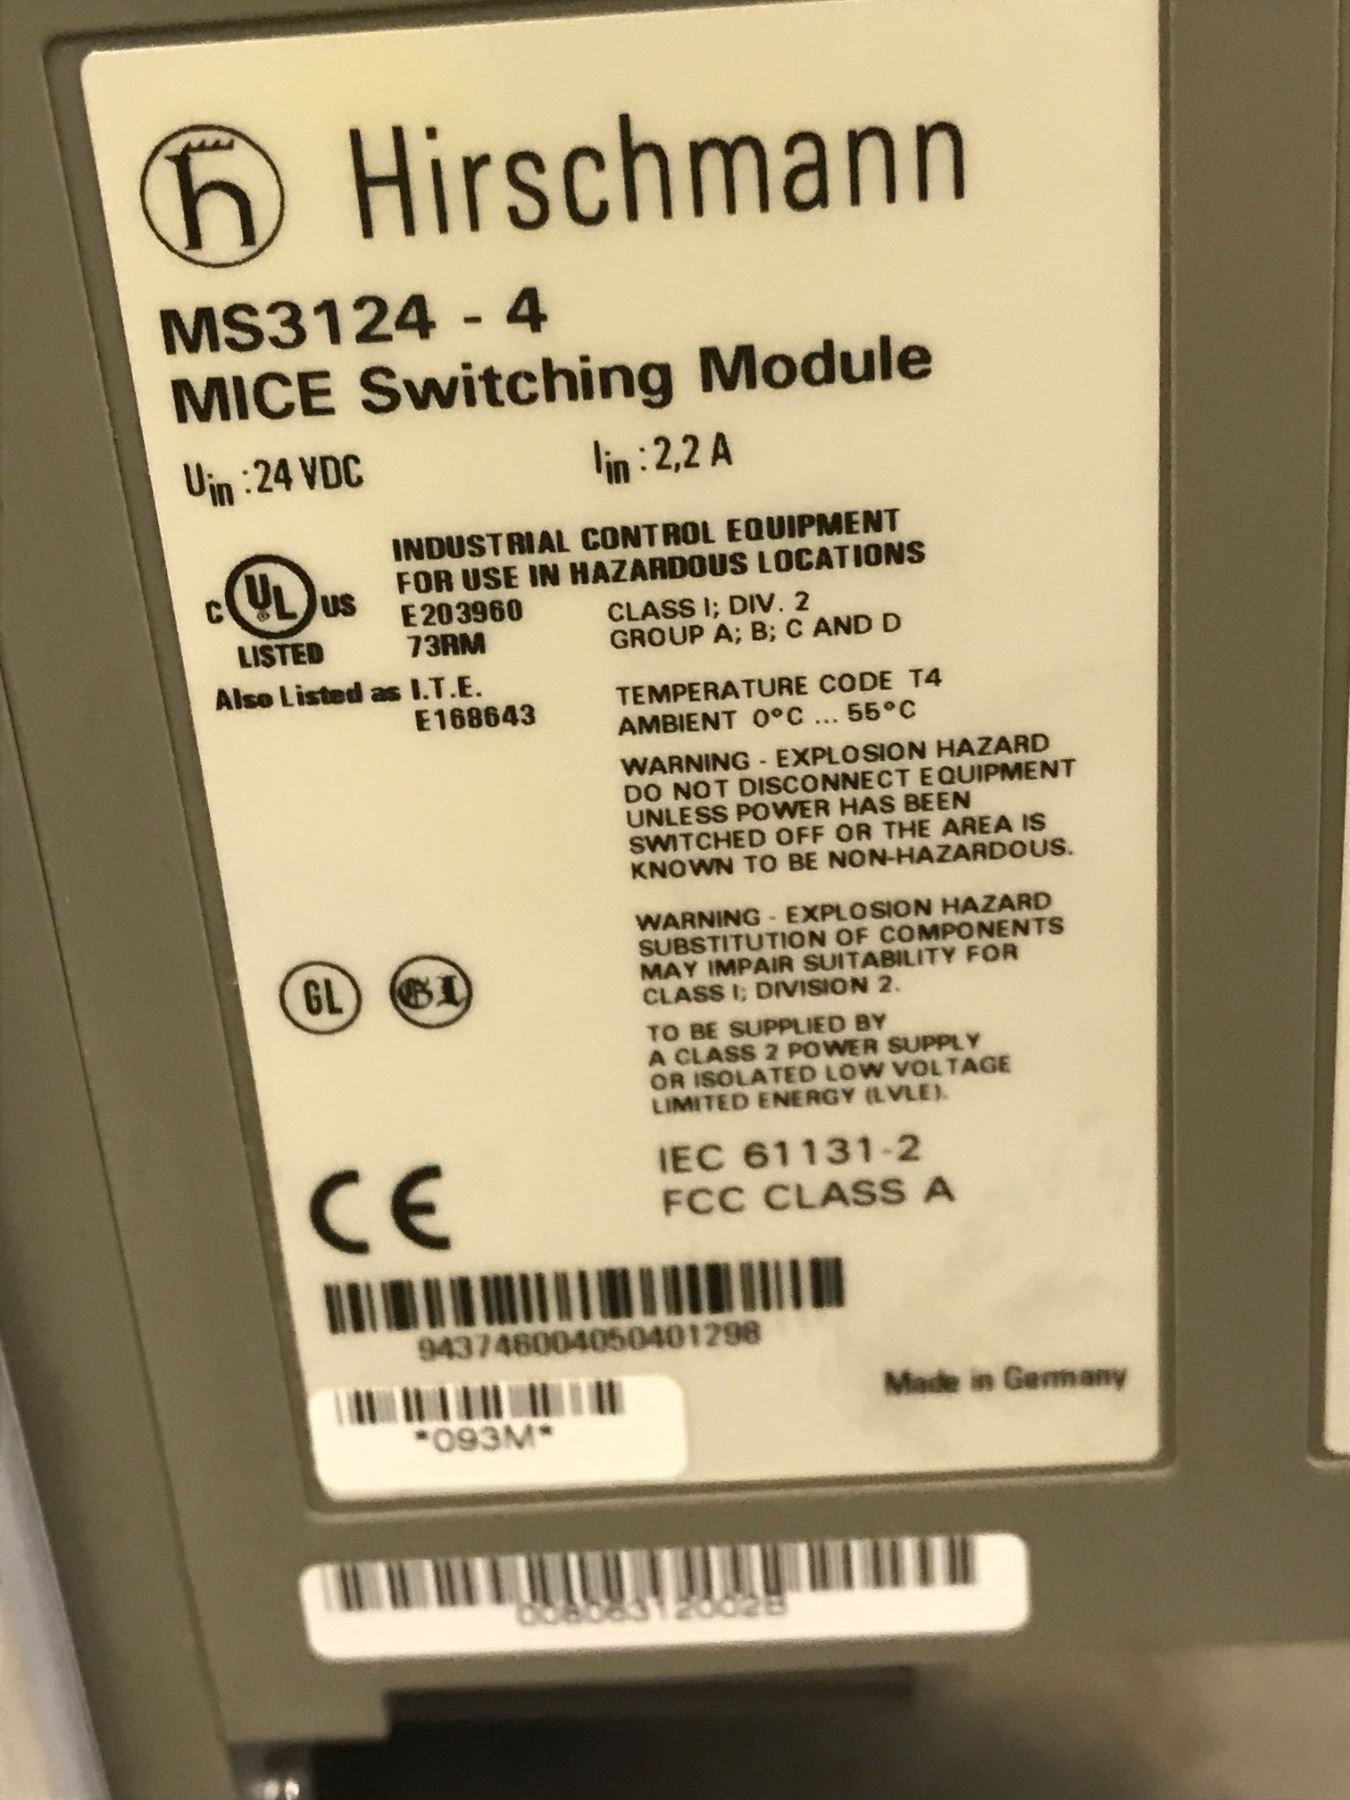 Hirschmann
MS3124 - 4
MICE Switching Module
Uin : 24 VDC Iin : 2,2 A
INDUSTRIAL CONTROL EQUIPMENT
FOR USE IN HAZARDOUS LOCATIONS
C UL US
LISTED
E203960
73RM
CLASS I; DIV. 2
GROUP A; B; C AND D
Also Listed as I.T.E.
E168643
TEMPERATURE CODE T4
AMBIENT 0°C ... 55°C
WARNING - EXPLOSION HAZARD
DO NOT DISCONNECT EQUIPMENT
UNLESS POWER HAS BEEN
SWITCHED OFF OR THE AREA IS
KNOWN TO BE NON-HAZARDOUS.
WARNING - EXPLOSION HAZARD
SUBSTITUTION OF COMPONENTS
MAY IMPAIR SUITABILITY FOR
CLASS I; DIVISION 2.
GL GL
TO BE SUPPLIED BY
A CLASS 2 POWER SUPPLY
OR ISOLATED LOW VOLTAGE
LIMITED ENERGY (LVLE).
IEC 61131-2
FCC CLASS A
CE
943746004050401298
Made in Germany
*093M*